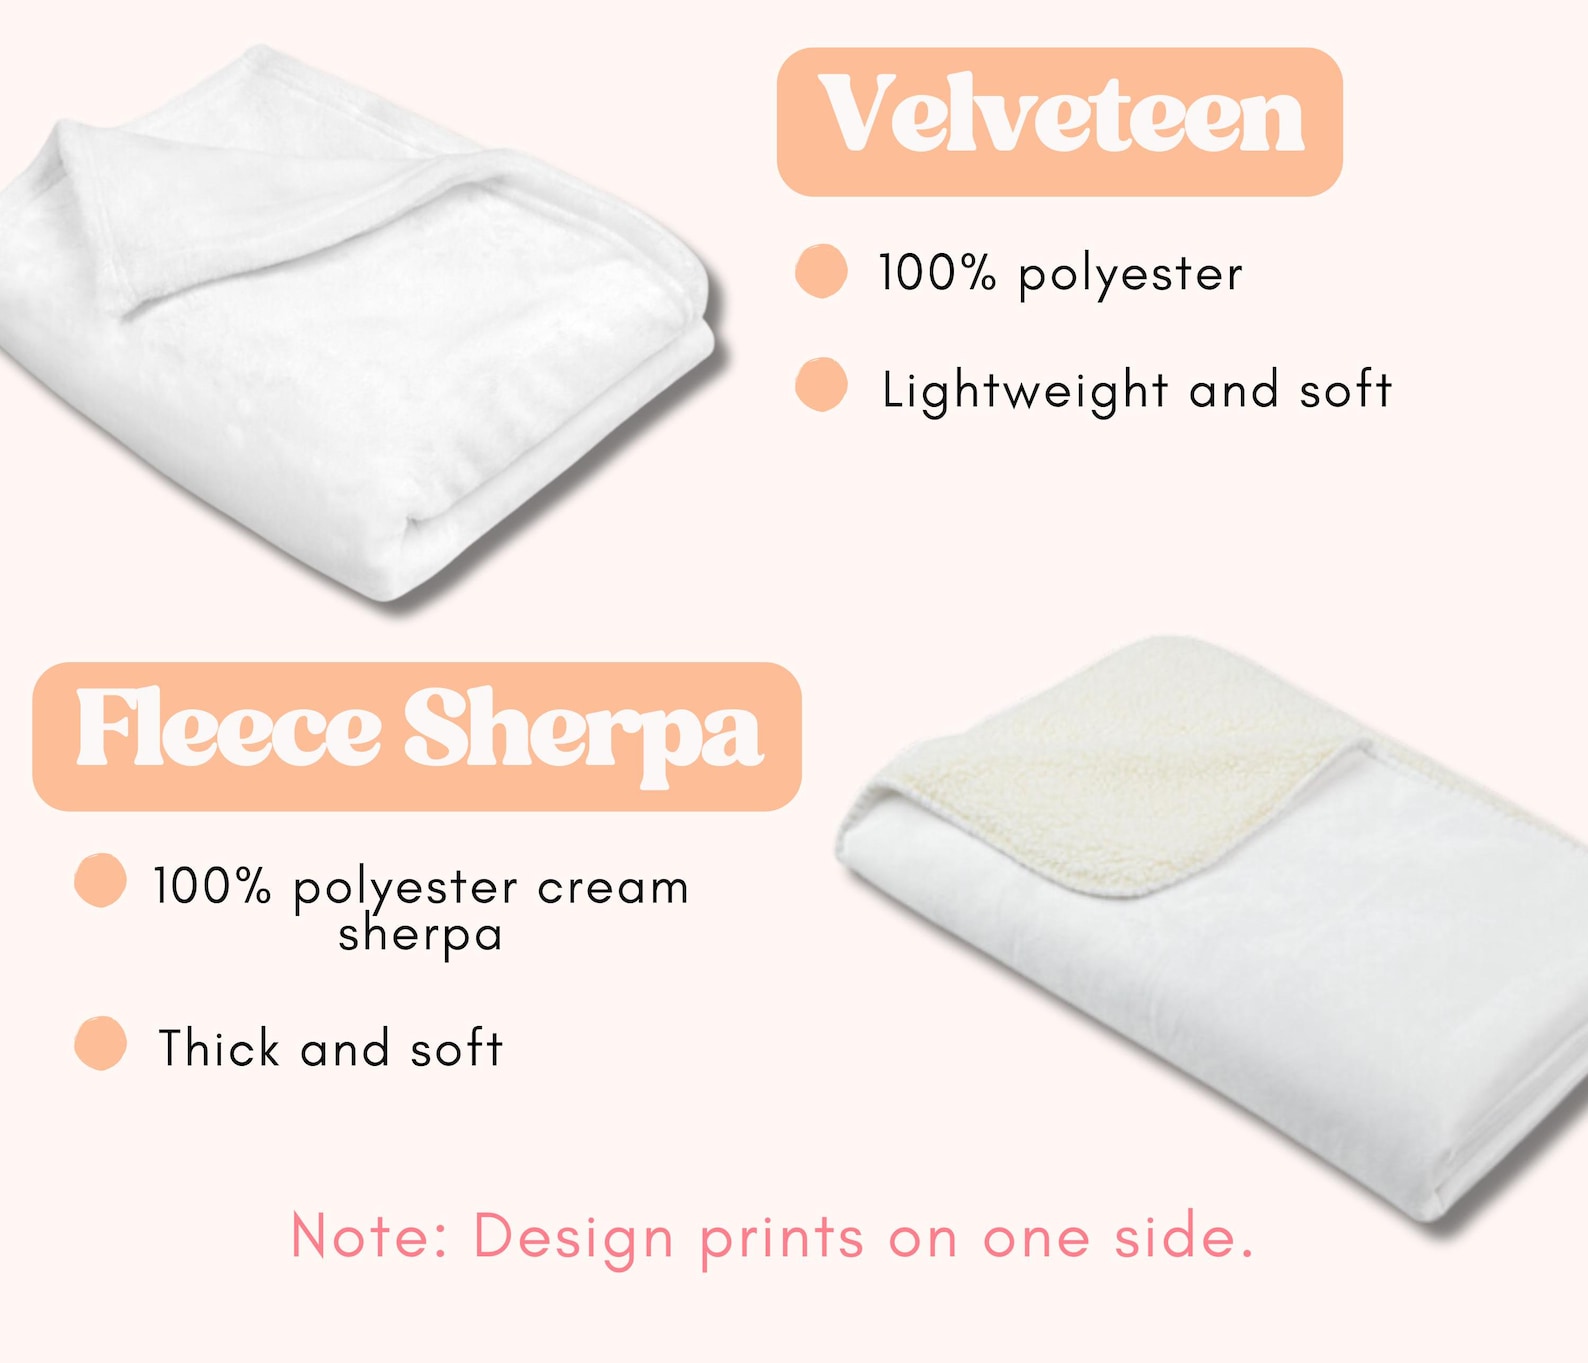 Velveteen
100% polyester
Lightweight and soft
Fleece Sherpa
100% polyester cream
sherpa
Thick and soft
Note: Design prints on one side.